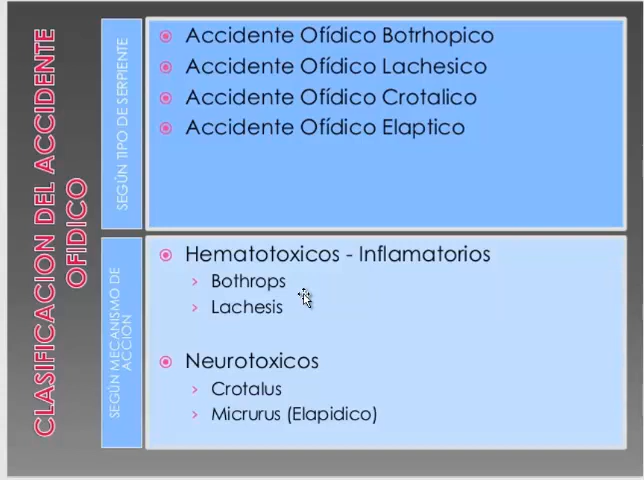 CLASIFICACION DEL ACCIDENTE
OFIDICO
SEGÚN TIPO DE SERPIENTE
Accidente Ofídico Botrhopico
Accidente Ofídico Lachesico
Accidente Ofídico Crotalico
Accidente Ofídico Elaptico
SEGÚN MECANISMO DE
ACCION
Hematotoxicos - Inflamatorios
Bothrops
Lachesis
Neurotoxicos
Crotalus
Micrurus (Elapidico)